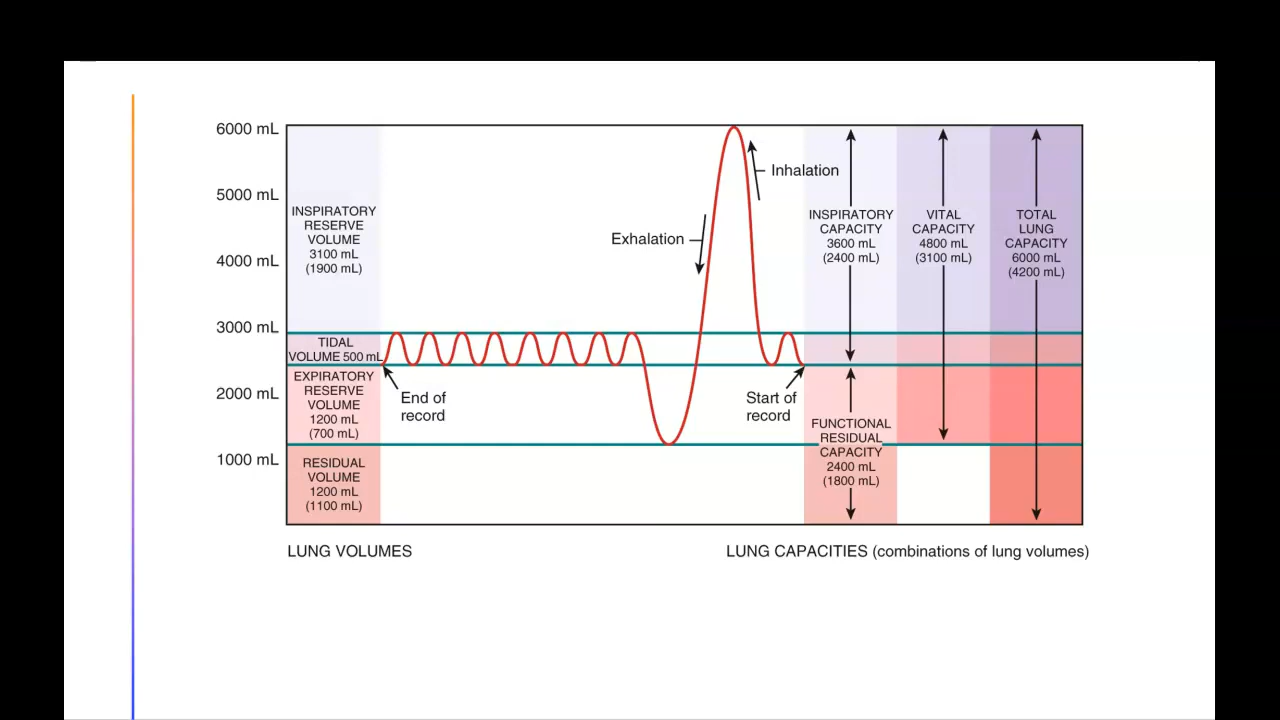 6000 mL
5000 mL
4000 mL
3000 mL
2000 mL
1000 mL
INSPIRATORY
RESERVE
VOLUME
3100 mL
(1900 mL)
TIDAL
VOLUME 500 mL
EXPIRATORY
RESERVE
VOLUME
1200 mL
(700 mL)
RESIDUAL
VOLUME
1200 mL
(1100 mL)
End of
record
Exhalation
Inhalation
Start of
record
INSPIRATORY
CAPACITY
3600 mL
(2400 mL)
FUNCTIONAL
RESIDUAL
CAPACITY
2400 mL
(1800 mL)
VITAL
CAPACITY
4800 mL
(3100 mL)
TOTAL
LUNG
CAPACITY
6000 mL
(4200 mL)
LUNG VOLUMES
LUNG CAPACITIES (combinations of lung volumes)